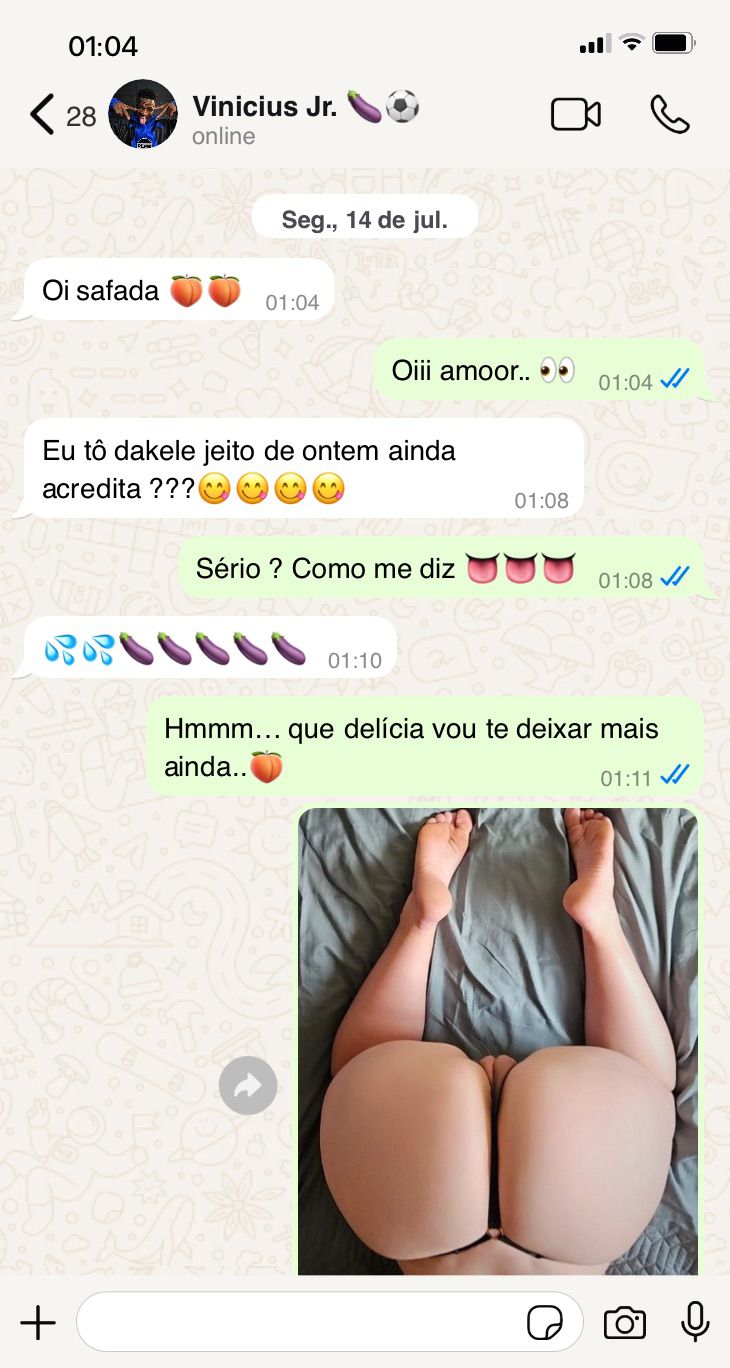 01:04
28
Vinicius Jr. 🍆⚽
online
Seg., 14 de jul.
Oi safada 🍑🍑
01:04
Oiii amoor.. 👀
01:04
Eu tô dakele jeito de ontem ainda
acredita ???😋😋😋😋
01:08
Sério ? Como me diz 👅👅👅
01:08
💦💦🍆🍆🍆🍆🍆
01:10
Hmmm... que delícia vou te deixar mais
ainda..🍑
01:11